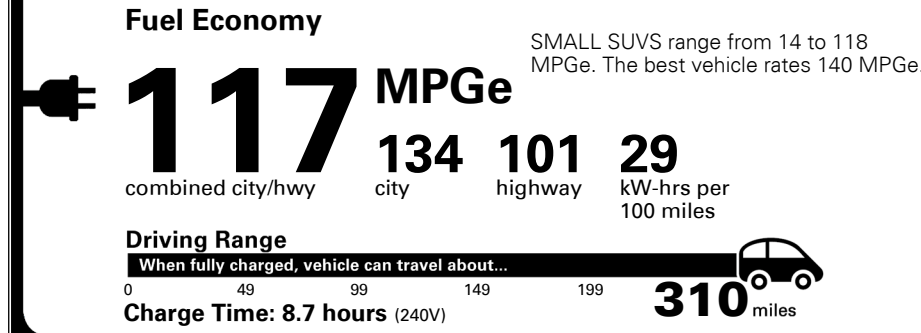 Fuel Economy
SMALL SUVS range from 14 to 118
MPGe. The best vehicle rates 140 MPGe.
117 MPGe
134 101 29
combined city/hwy city highway kW-hrs per
100 miles
Driving Range
When fully charged, vehicle can travel about...
0 49 99 149 199 310 miles
Charge Time: 8.7 hours (240V)